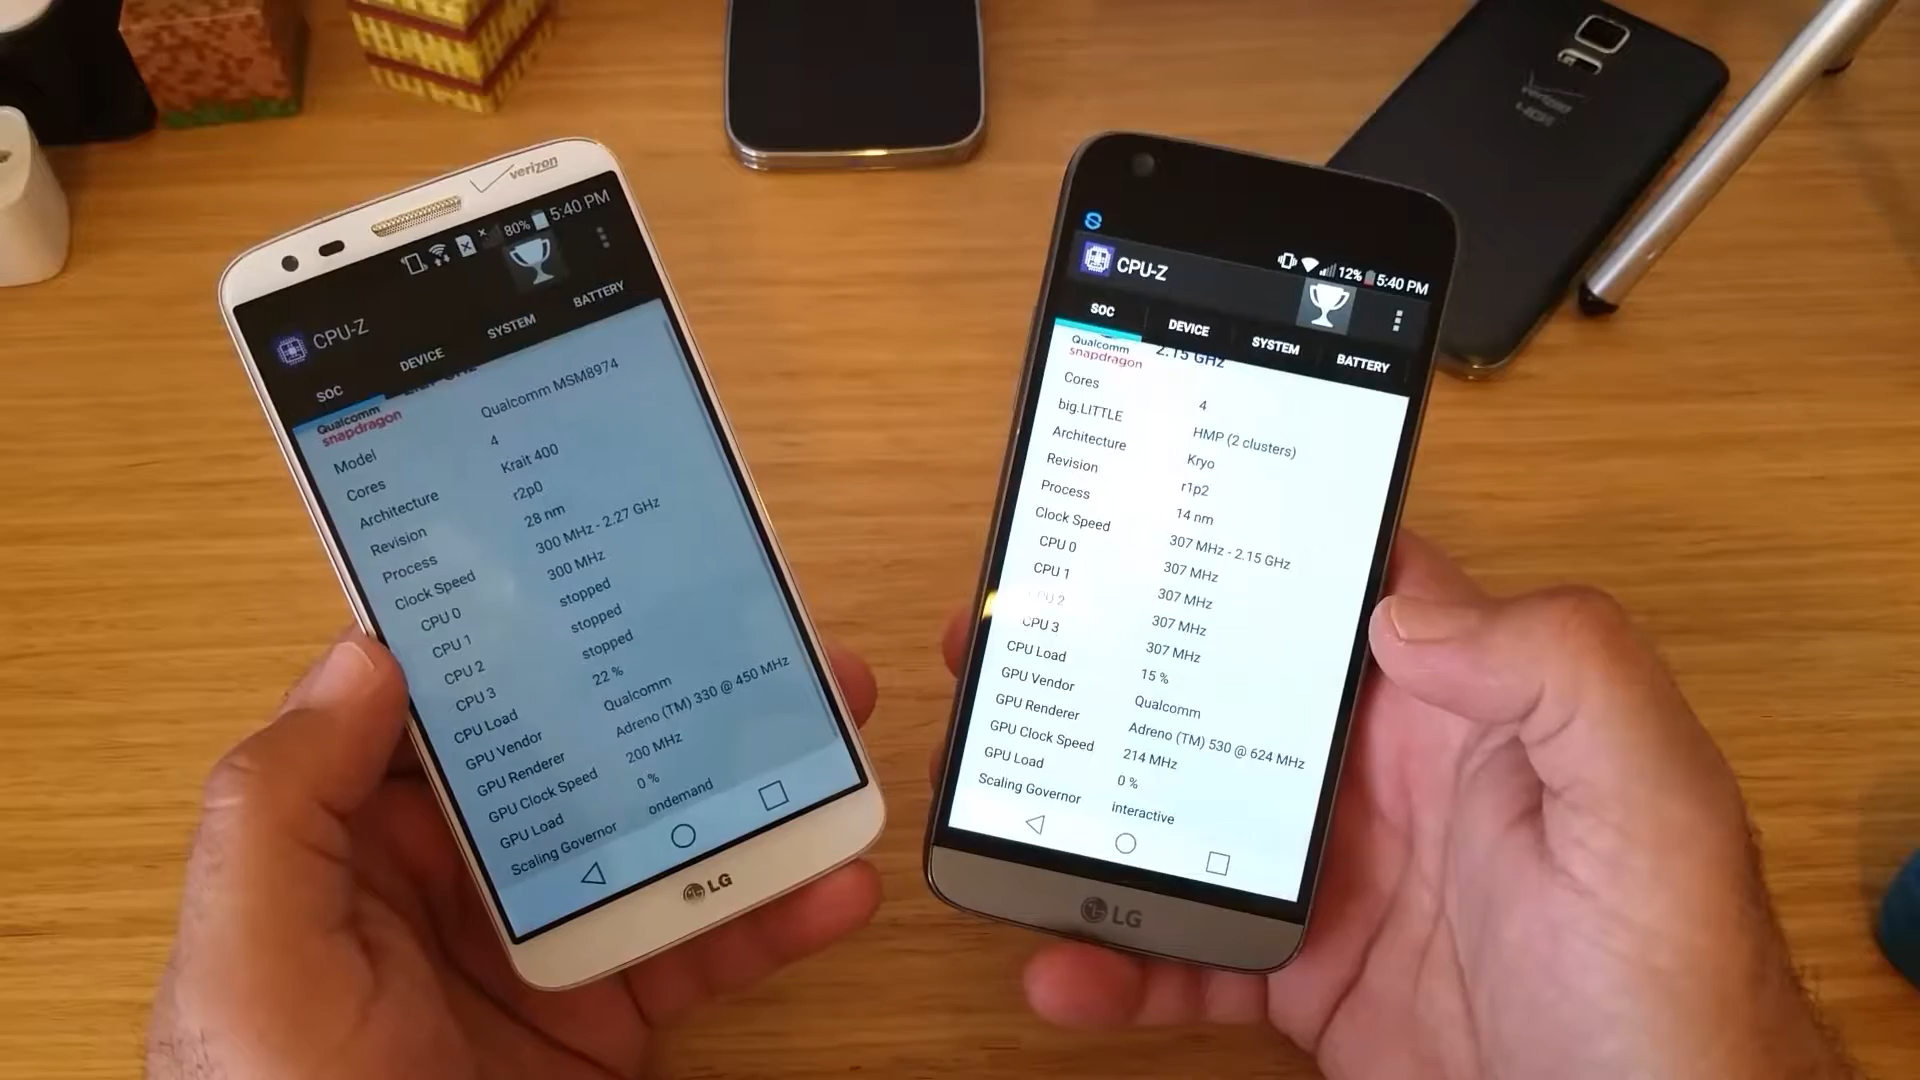 verizon
80% 5:40 PM
CPU-Z
SOC DEVICE SYSTEM BATTERY
Qualcomm
snapdragon
Model Qualcomm MSM8974
Cores 4
Architecture Krait 400
Revision r2p0
Process 28 nm
Clock Speed 300 MHz - 2.27 GHz
CPU 0 300 MHz
CPU 1 stopped
CPU 2 stopped
CPU 3 stopped
CPU Load 22 %
GPU Vendor Qualcomm
GPU Renderer Adreno (TM) 330 @ 450 MHz
GPU Clock Speed 200 MHz
GPU Load 0 %
Scaling Governor ondemand
LG
12% 5:40 PM
CPU-Z
SOC DEVICE SYSTEM BATTERY
Qualcomm
snapdragon
2.15 GHz
Cores 4
big.LITTLE HMP (2 clusters)
Architecture Kryo
Revision r1p2
Process 14 nm
Clock Speed 307 MHz - 2.15 GHz
CPU 0 307 MHz
CPU 1 307 MHz
CPU 2 307 MHz
CPU 3 307 MHz
CPU Load 15 %
GPU Vendor Qualcomm
GPU Renderer Adreno (TM) 530 @ 624 MHz
GPU Clock Speed 214 MHz
GPU Load 0 %
Scaling Governor interactive
LG
verizon